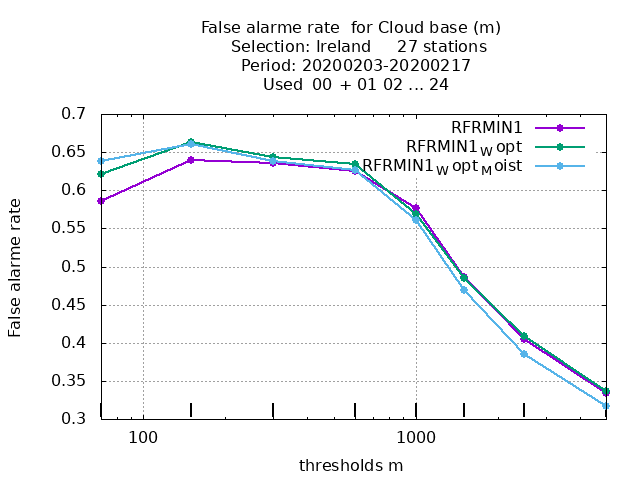 False alarme rate  for Cloud base (m)
Selection: Ireland     27 stations
Period: 20200203-20200217
Used  00 + 01 02 ... 24
0.7
0.65
0.6
0.55
0.5
0.45
0.4
0.35
0.3
False alarme rate
RFRMIN1
RFRMIN1Wopt
RFRMIN1WoptMoist
100
1000
thresholds m